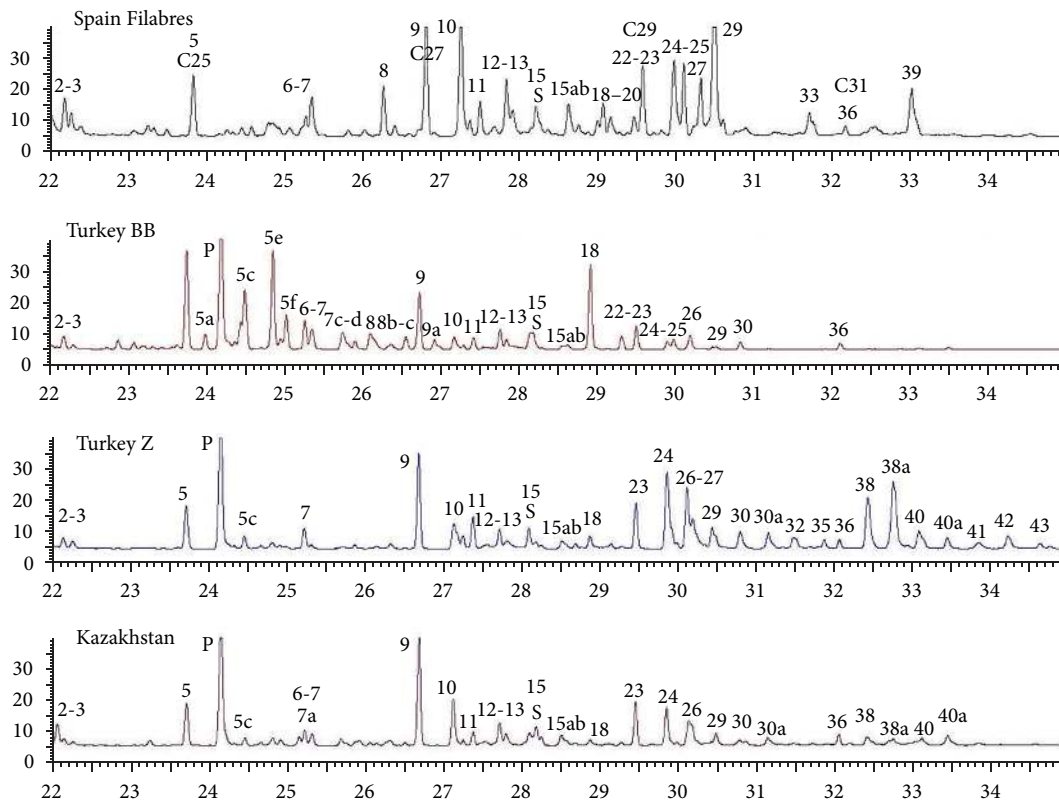 Spain Filabres
2-3
5
C25
6-7
8
9
C27
10
11
12-13
15
S
15ab
18–20
C29
22-23
24-25
27
29
33
C31
36
39
30
20
10
0
22 23 24 25 26 27 28 29 30 31 32 33 34
Turkey BB
2-3
5a
P
5c
5e
5f
6-7
7c-d
88b-c
9
9a
10
11
12-13
15
S
15ab
18
22-23
24-25
26
29
30
36
30
20
10
0
22 23 24 25 26 27 28 29 30 31 32 33 34
Turkey Z
2-3
5
P
5c
7
9
10
11
12-13
15
S
15ab
18
23
24
26-27
29
30
30a
32
35
36
38
38a
40
40a
41
42
43
30
20
10
0
22 23 24 25 26 27 28 29 30 31 32 33 34
Kazakhstan
2-3
5
P
5c
6-7
7a
9
10
11
12-13
15
S
15ab
18
23
24
26
29
30
30a
36
38
38a
40
40a
30
20
10
0
22 23 24 25 26 27 28 29 30 31 32 33 34